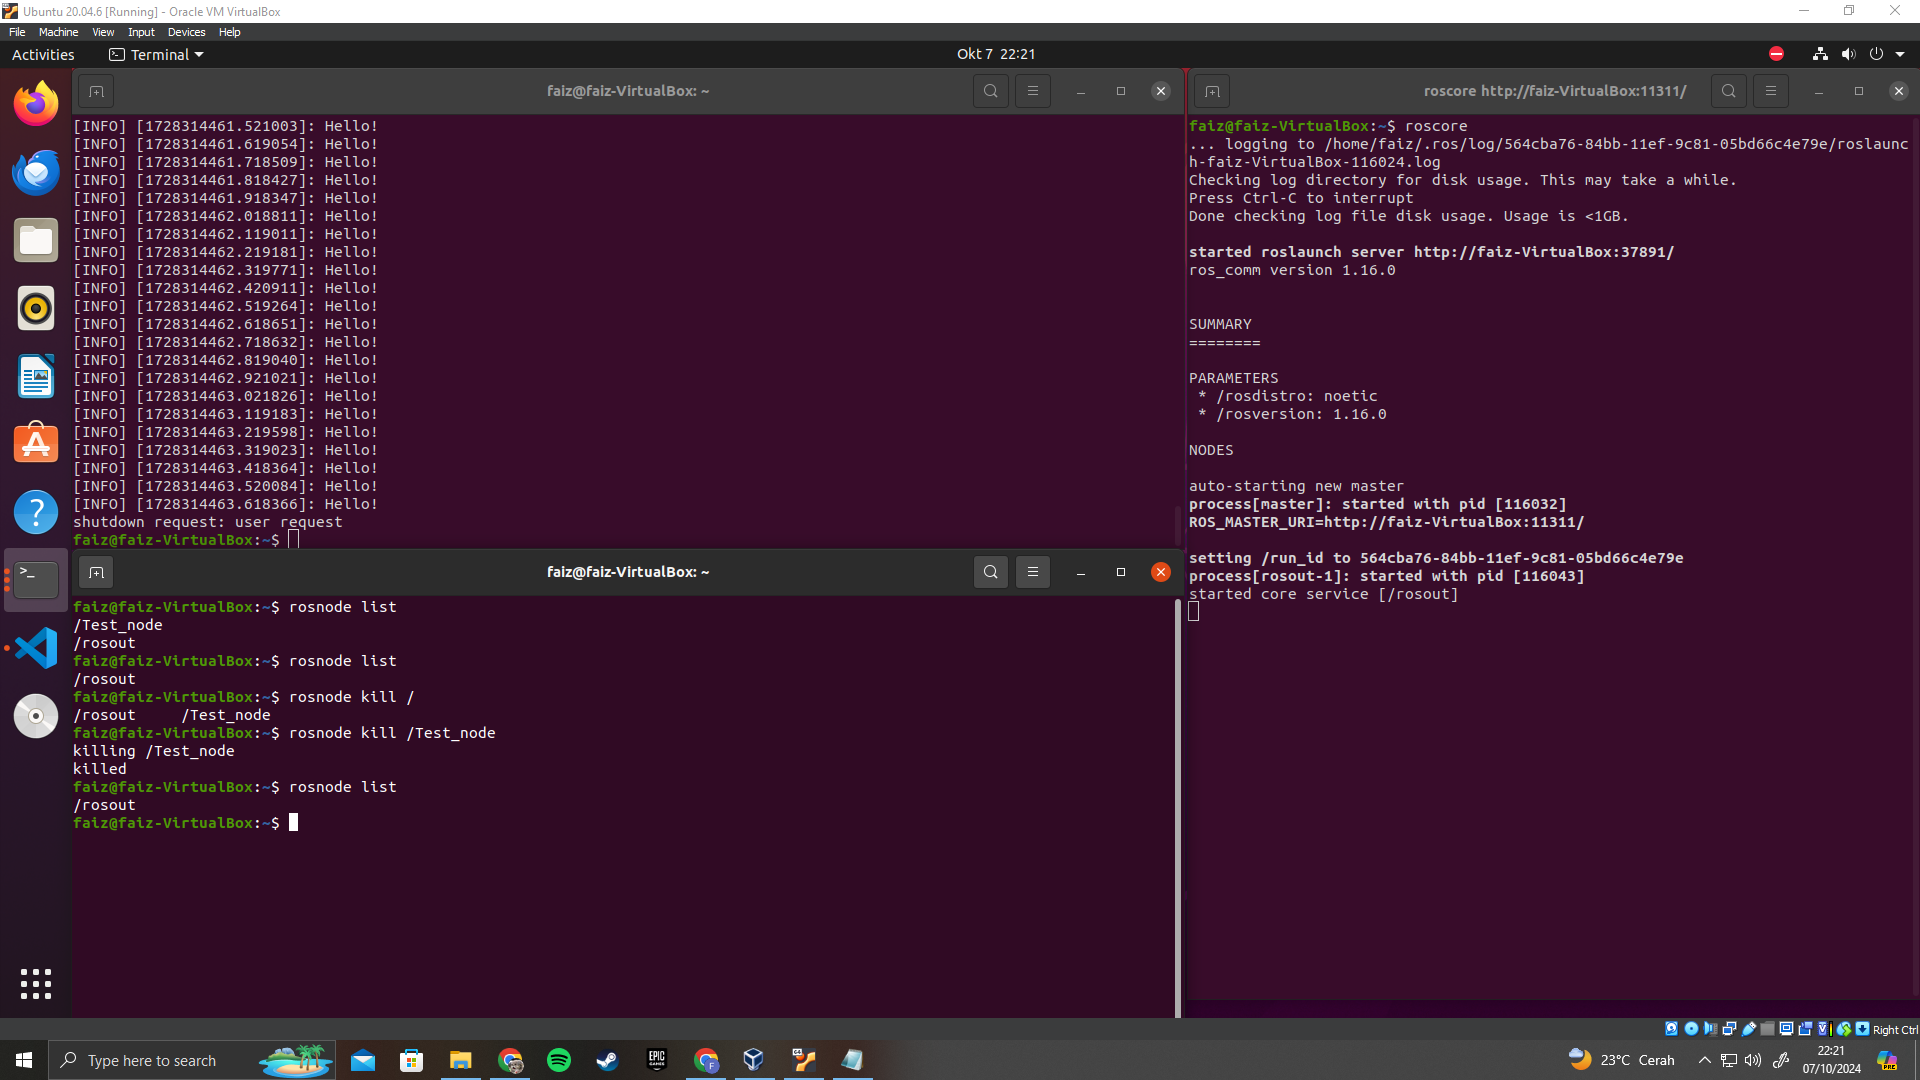 Ubuntu 20.04.6 [Running] - Oracle VM VirtualBox
File Machine View Input Devices Help
Activities Terminal Okt 7 22:21
faiz@faiz-VirtualBox: ~
[INFO] [1728314461.521003]: Hello!
[INFO] [1728314461.619054]: Hello!
[INFO] [1728314461.718509]: Hello!
[INFO] [1728314461.818427]: Hello!
[INFO] [1728314461.918347]: Hello!
[INFO] [1728314462.018811]: Hello!
[INFO] [1728314462.119011]: Hello!
[INFO] [1728314462.219181]: Hello!
[INFO] [1728314462.319771]: Hello!
[INFO] [1728314462.420911]: Hello!
[INFO] [1728314462.519264]: Hello!
[INFO] [1728314462.618651]: Hello!
[INFO] [1728314462.718632]: Hello!
[INFO] [1728314462.819040]: Hello!
[INFO] [1728314462.921021]: Hello!
[INFO] [1728314463.021826]: Hello!
[INFO] [1728314463.119183]: Hello!
[INFO] [1728314463.219598]: Hello!
[INFO] [1728314463.319023]: Hello!
[INFO] [1728314463.418364]: Hello!
[INFO] [1728314463.520084]: Hello!
[INFO] [1728314463.618366]: Hello!
shutdown request: user request
faiz@faiz-VirtualBox:~$
faiz@faiz-VirtualBox: ~
faiz@faiz-VirtualBox:~$ rosnode list
/Test_node
/rosout
faiz@faiz-VirtualBox:~$ rosnode list
/rosout
faiz@faiz-VirtualBox:~$ rosnode kill /
/rosout /Test_node
faiz@faiz-VirtualBox:~$ rosnode kill /Test_node
killing /Test_node
killed
faiz@faiz-VirtualBox:~$ rosnode list
/rosout
faiz@faiz-VirtualBox:~$
roscore http://faiz-VirtualBox:11311/
faiz@faiz-VirtualBox:~$ roscore
... logging to /home/faiz/.ros/log/564cba76-84bb-11ef-9c81-05bd66c4e79e/roslaunc
h-faiz-VirtualBox-116024.log
Checking log directory for disk usage. This may take a while.
Press Ctrl-C to interrupt
Done checking log file disk usage. Usage is <1GB.
started roslaunch server http://faiz-VirtualBox:37891/
ros_comm version 1.16.0
SUMMARY
========
PARAMETERS
* /rosdistro: noetic
* /rosversion: 1.16.0
NODES
auto-starting new master
process[master]: started with pid [116032]
ROS_MASTER_URI=http://faiz-VirtualBox:11311/
setting /run_id to 564cba76-84bb-11ef-9c81-05bd66c4e79e
process[rosout-1]: started with pid [116043]
started core service [/rosout]
Right Ctrl
Type here to search
EPIC GAMES
F
23°C Cerah
22:21
07/10/2024
PRE